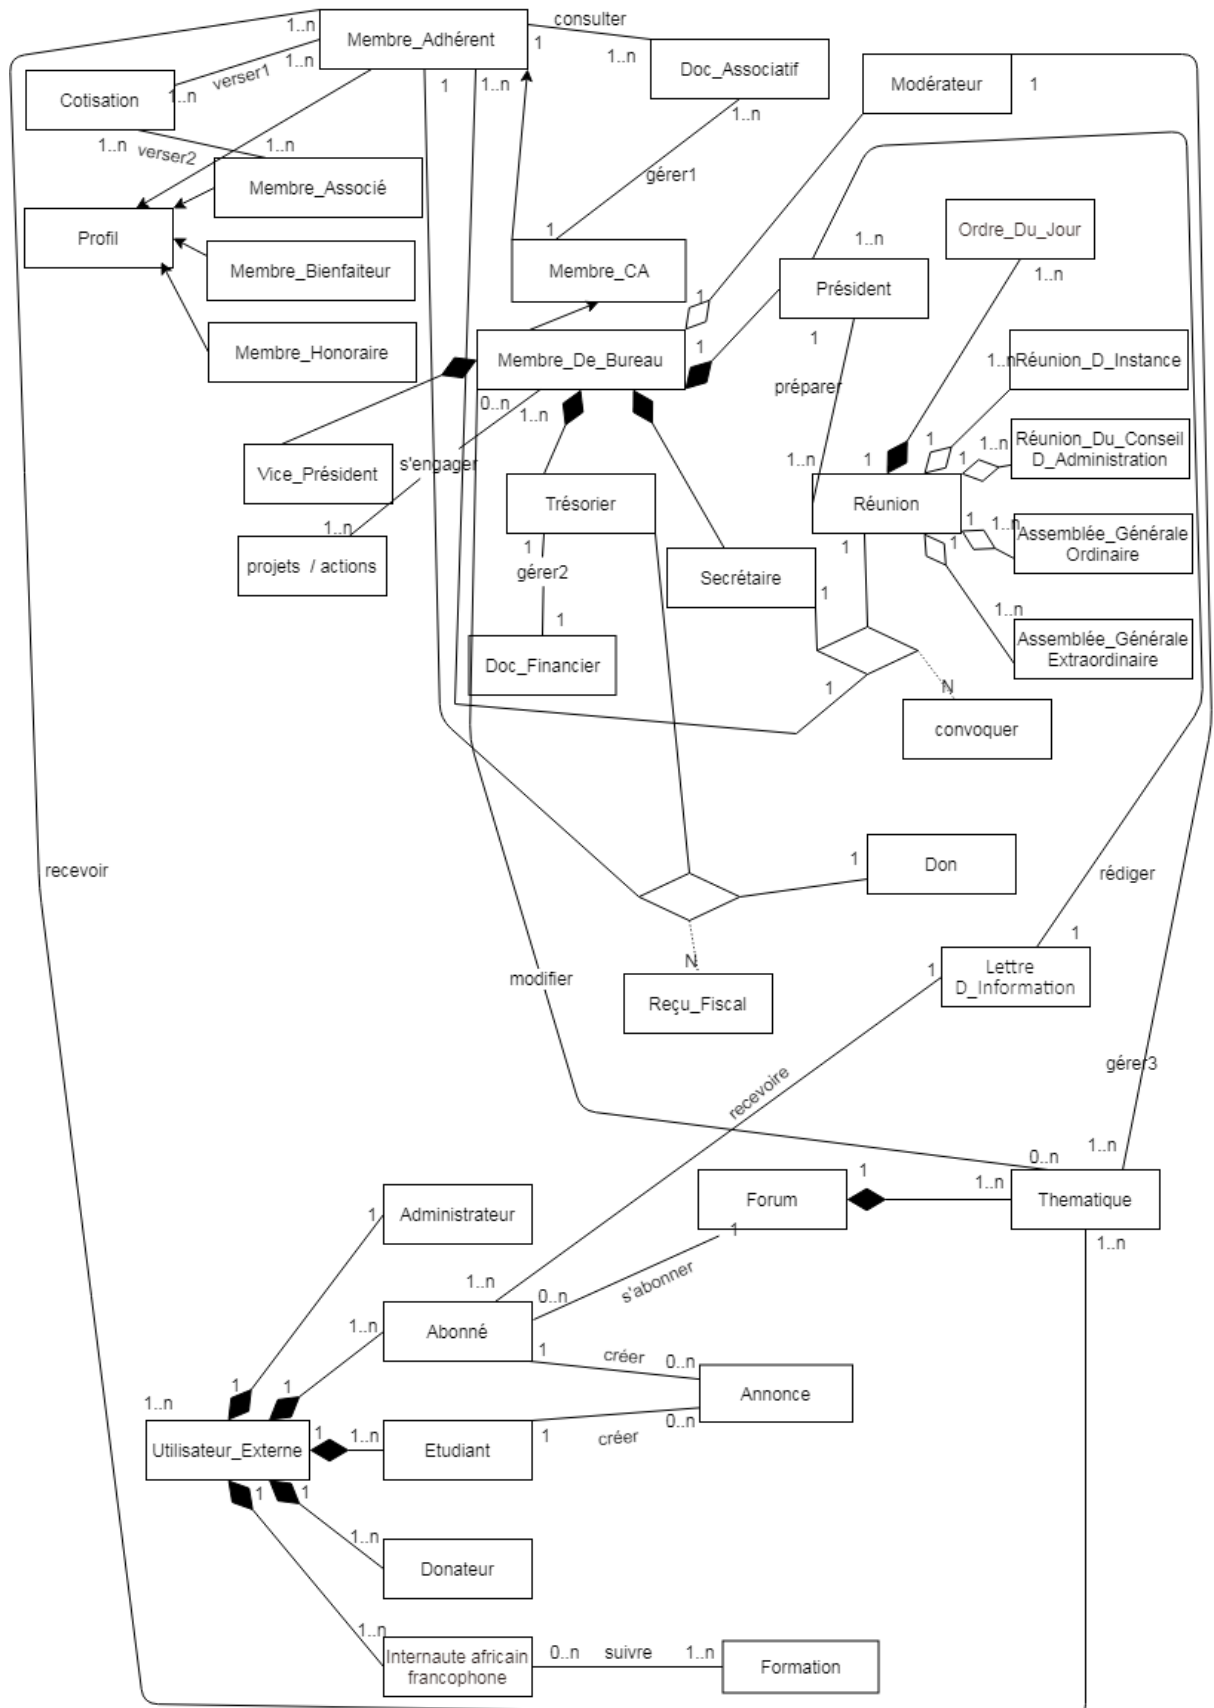 consulter
1..n
Membre_Adhérent
1
1..n
1..n
Doc_Associatif
Modérateur
1
verser1
1
1..n
Cotisation
1..n
1..n
1..n
verser2
1..n
gérer1
Membre_Associé
Profil
1
1..n
Ordre_Du_Jour
Membre_Bienfaiteur
Membre_CA
1..n
Président
1
Membre_Honoraire
Membre_De_Bureau
1
1
1..n
Réunion_D_Instance
préparer
0..n
1..n
Vice_Président
s'engager
1..n
1
1
1
1..n
Réunion_Du_Conseil
D_Administration
Trésorier
Réunion
1..n
projets / actions
1
gérer2
1
1
1
1..n
Assemblée_Générale
Ordinaire
Secrétaire
1
1
1..n
Assemblée_Générale
Extraordinaire
Doc_Financier
1
N
convoquer
recevoir
1
Don
rédiger
modifier
N
1
1
Lettre
D_Information
Reçu_Fiscal
gérer3
recevoire
1..n
0..n
1
1..n
Administrateur
1
Forum
Thematique
1
1..n
1..n
0..n
s'abonner
1..n
Abonné
1
créer
0..n
1
1
Annonce
1..n
Utilisateur_Externe
1
1..n
Etudiant
1
créer
0..n
1
1
1..n
Donateur
1..n
Internaute africain
francophone
0..n
suivre
1..n
Formation